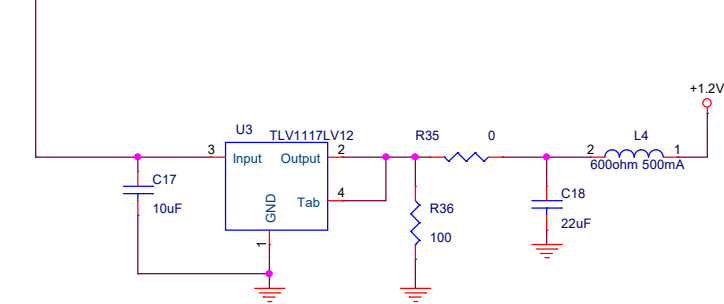 +1.2V
U3
TLV1117LV12
R35
0
L4
3
Input
Output
2
2
1
600ohm 500mA
C17
10uF
GND
Tab
4
C18
22uF
R36
100
1